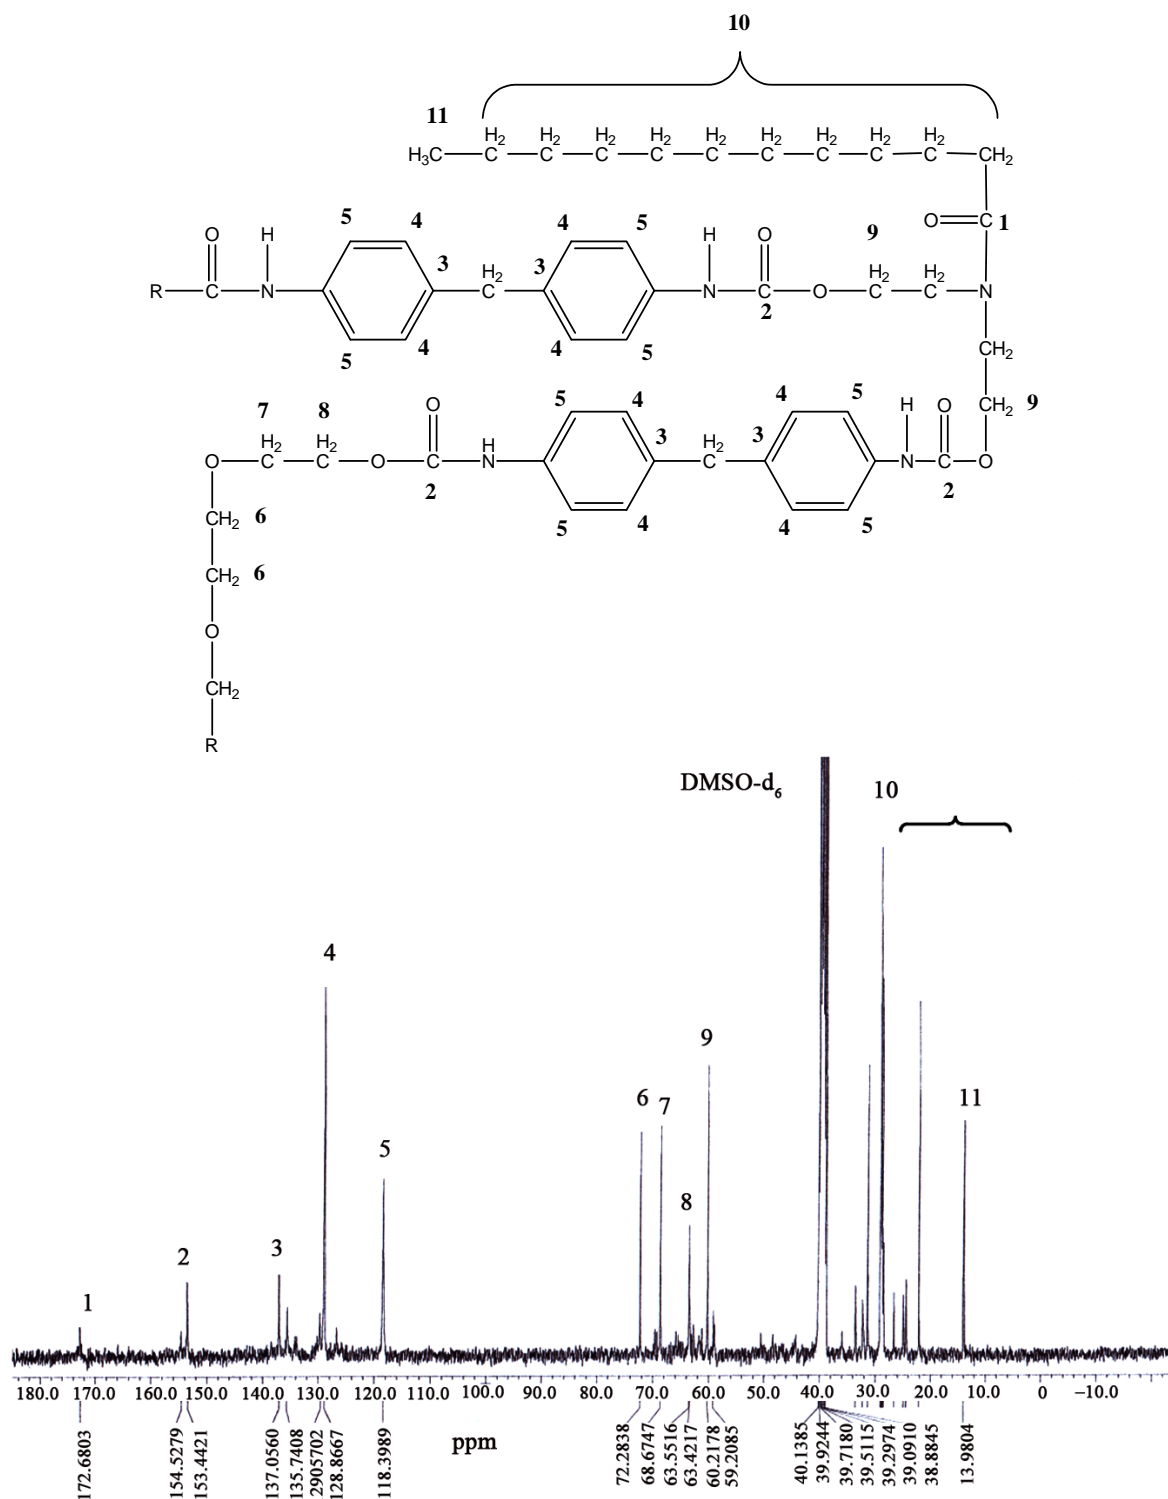 10
11
H2 H2 H2 H2 H2 H2 H2 H2 H2
H3C C C C C C C C C C CH2
5 4 4 5 O C 1
O H H O 9
3 H2 3 H2 H2
R C N C N C O C C N
2
5 4 4 5
CH2
5 4 4 5 H O CH2 9
7 8 O
H2 H2 H 3 H2 3
O C C O C N C N C O
2 2
5 4 4 5
CH2 6
CH2 6
O
CH2
R
DMSO-d6
10
4
9
6 7 11
5
8
3
2
1
180.0 170.0 160.0 150.0 140.0 130.0 120.0 110.0 100.0 90.0 80.0 70.0 60.0 50.0 40.0 30.0 20.0 10.0 0 −10.0
172.6803
154.5279
153.4421
137.0560
135.7408
2905702
128.8667
118.3989
ppm
72.2838
68.6747
63.5516
63.4217
60.2178
59.2085
40.1385
39.9244
39.7180
39.5115
39.2974
39.0910
38.8845
13.9804